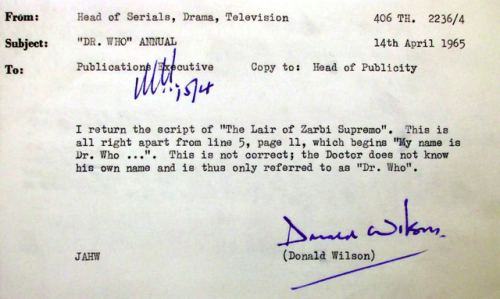 From: Head of Serials, Drama, Television 406 TH. 2236/4
Subject: "DR. WHO" ANNUAL 14th April 1965
To: Publications Executive Copy to: Head of Publicity
15/4
I return the script of "The Lair of Zarbi Supremo". This is
all right apart from line 5, page 11, which begins "My name is
Dr. Who ...". This is not correct; the Doctor does not know
his own name and is thus only referred to as "Dr. Who".
Donald Wilson.
JAHW (Donald Wilson)